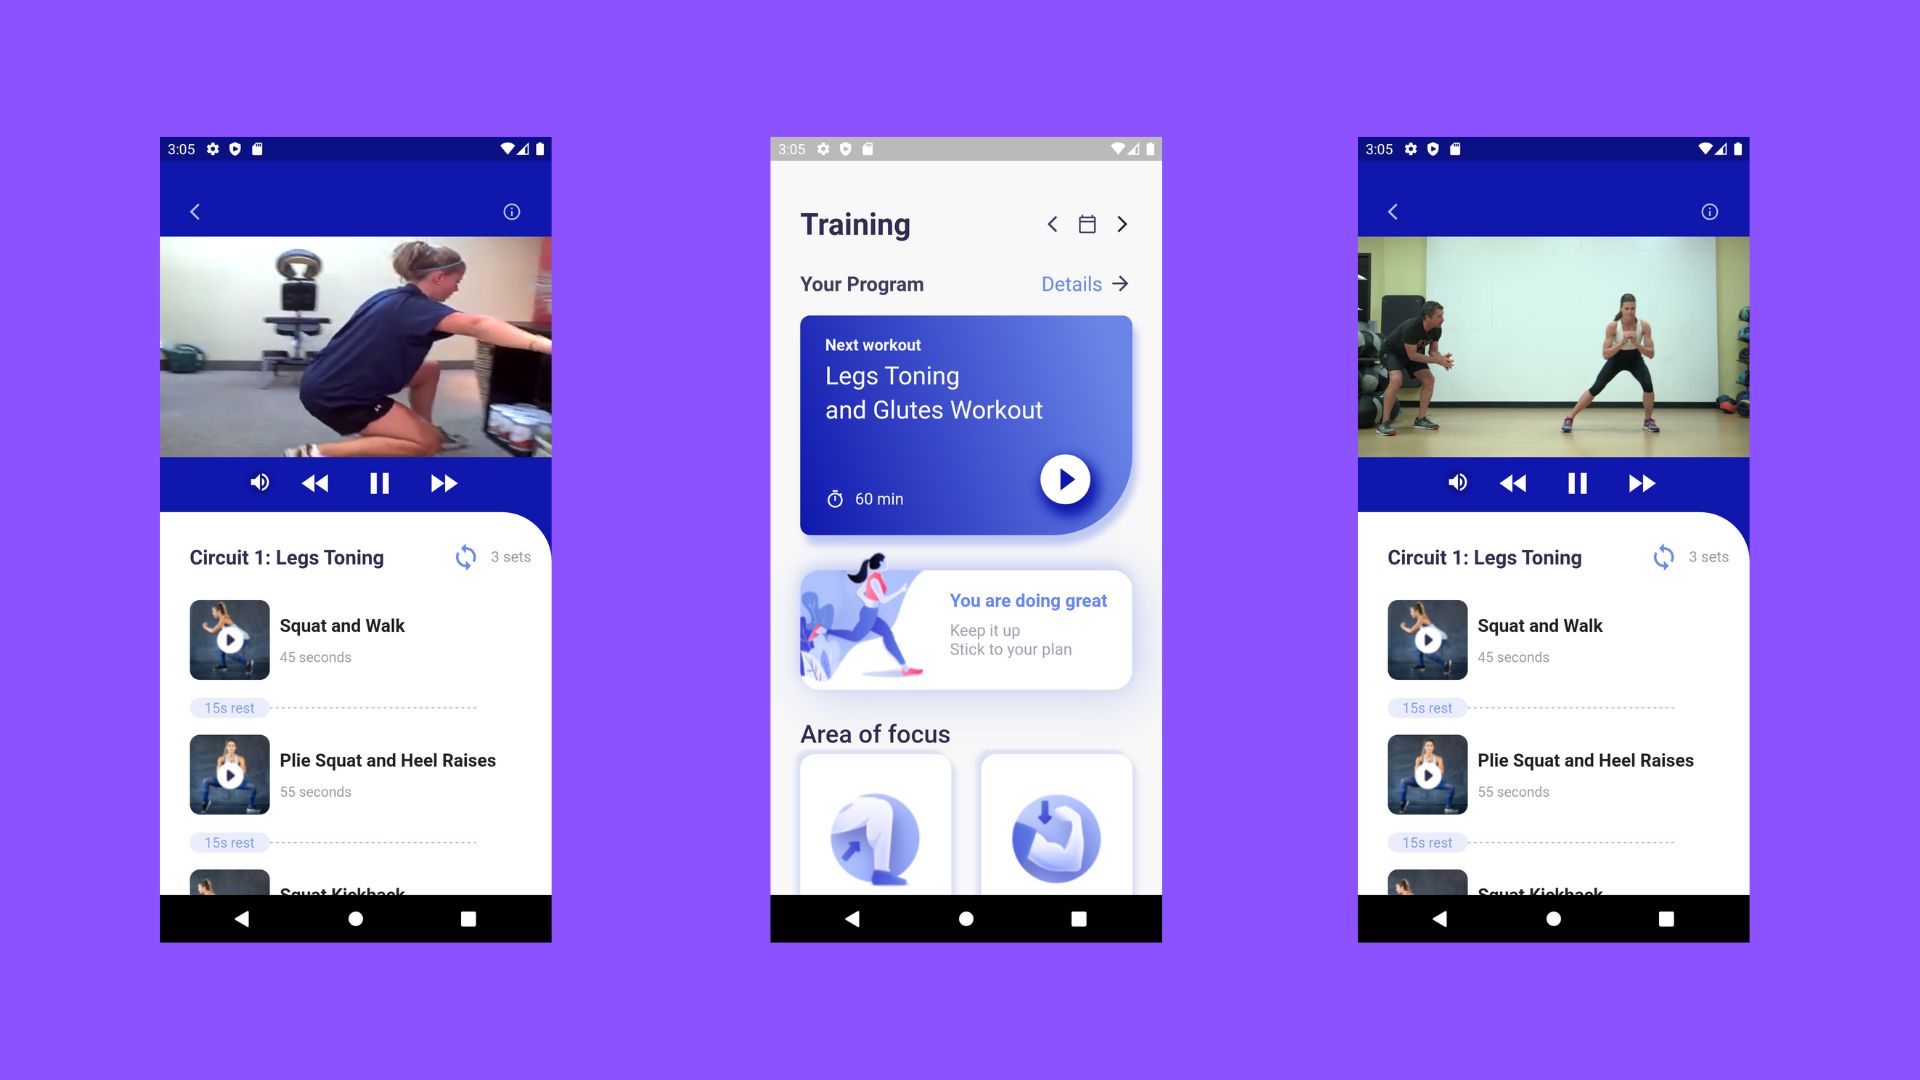 3:05
Circuit 1: Legs Toning
3 sets
Squat and Walk
45 seconds
15s rest
Plie Squat and Heel Raises
55 seconds
15s rest
Squat Kickback
3:05
Training
Your Program
Details
Next workout
Legs Toning
and Glutes Workout
60 min
You are doing great
Keep it up
Stick to your plan
Area of focus
3:05
Circuit 1: Legs Toning
3 sets
Squat and Walk
45 seconds
15s rest
Plie Squat and Heel Raises
55 seconds
15s rest
Squat Kickback